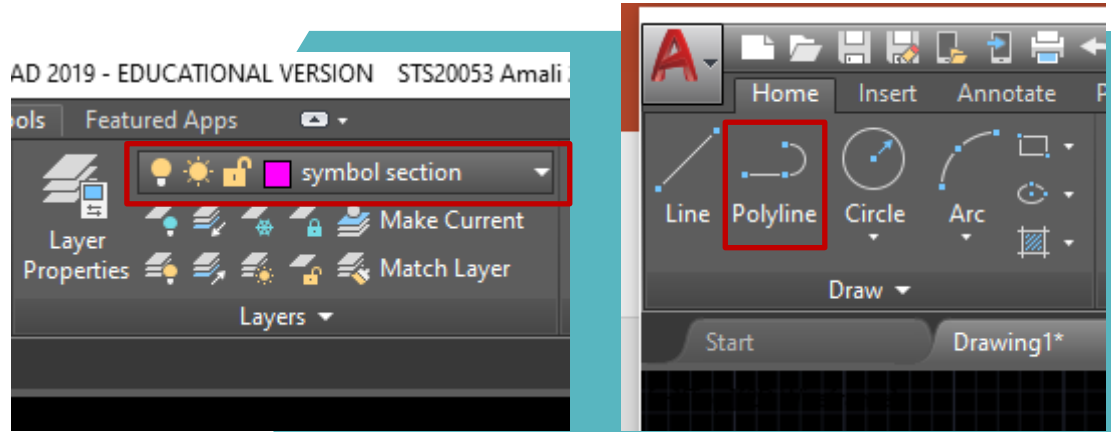 AD 2019 - EDUCATIONAL VERSION STS20053 Amali
ols Featured Apps
symbol section
Layer
Properties
Make Current
Match Layer
Layers
Home Insert Annotate P
Line Polyline Circle Arc
Draw
Start Drawing1*